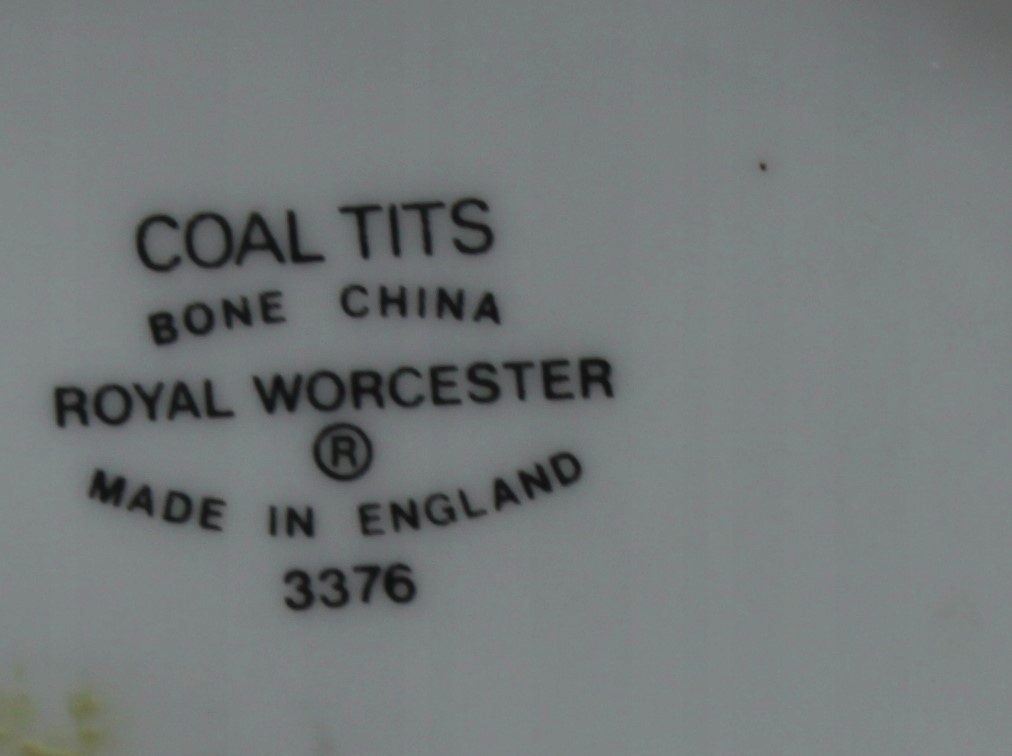 COAL TITS
BONE CHINA
ROYAL WORCESTER
®
MADE IN ENGLAND
3376